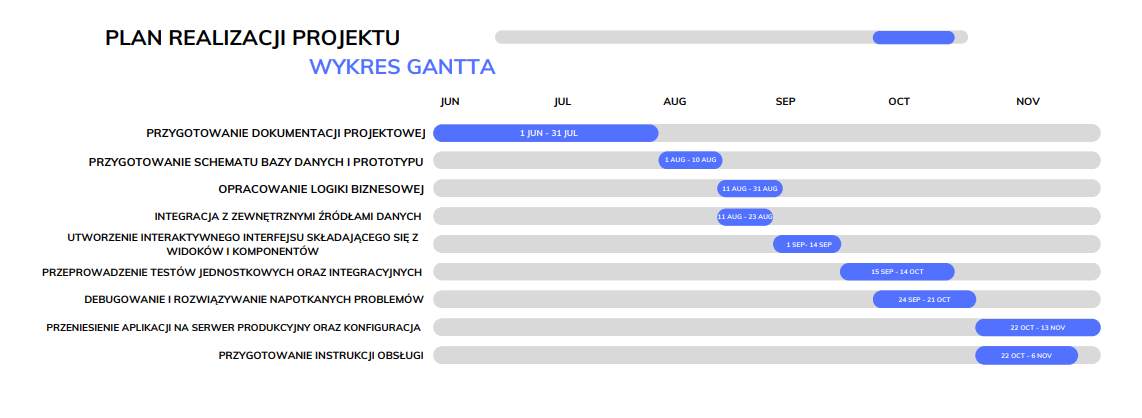 PLAN REALIZACJI PROJEKTU
WYKRES GANTTA
JUN JUL AUG SEP OCT NOV
PRZYGOTOWANIE DOKUMENTACJI PROJEKTOWEJ 1 JUN - 31 JUL
PRZYGOTOWANIE SCHEMATU BAZY DANYCH I PROTOTYPU 1 AUG - 10 AUG
OPRACOWANIE LOGIKI BIZNESOWEJ 11 AUG - 31 AUG
INTEGRACJA Z ZEWNĘTRZNYMI ŹRÓDŁAMI DANYCH 11 AUG - 23 AUG
UTWORZENIE INTERAKTYWNEGO INTERFEJSU SKŁADAJĄCEGO SIĘ Z
WIDOKÓW I KOMPONENTÓW 1 SEP- 14 SEP
PRZEPROWADZENIE TESTÓW JEDNOSTKOWYCH ORAZ INTEGRACYJNYCH 15 SEP - 14 OCT
DEBUGOWANIE I ROZWIĄZYWANIE NAPOTKANYCH PROBLEMÓW 24 SEP - 21 OCT
PRZENIESIENIE APLIKACJI NA SERWER PRODUKCYJNY ORAZ KONFIGURACJA 22 OCT - 13 NOV
PRZYGOTOWANIE INSTRUKCJI OBSŁUGI 22 OCT - 6 NOV